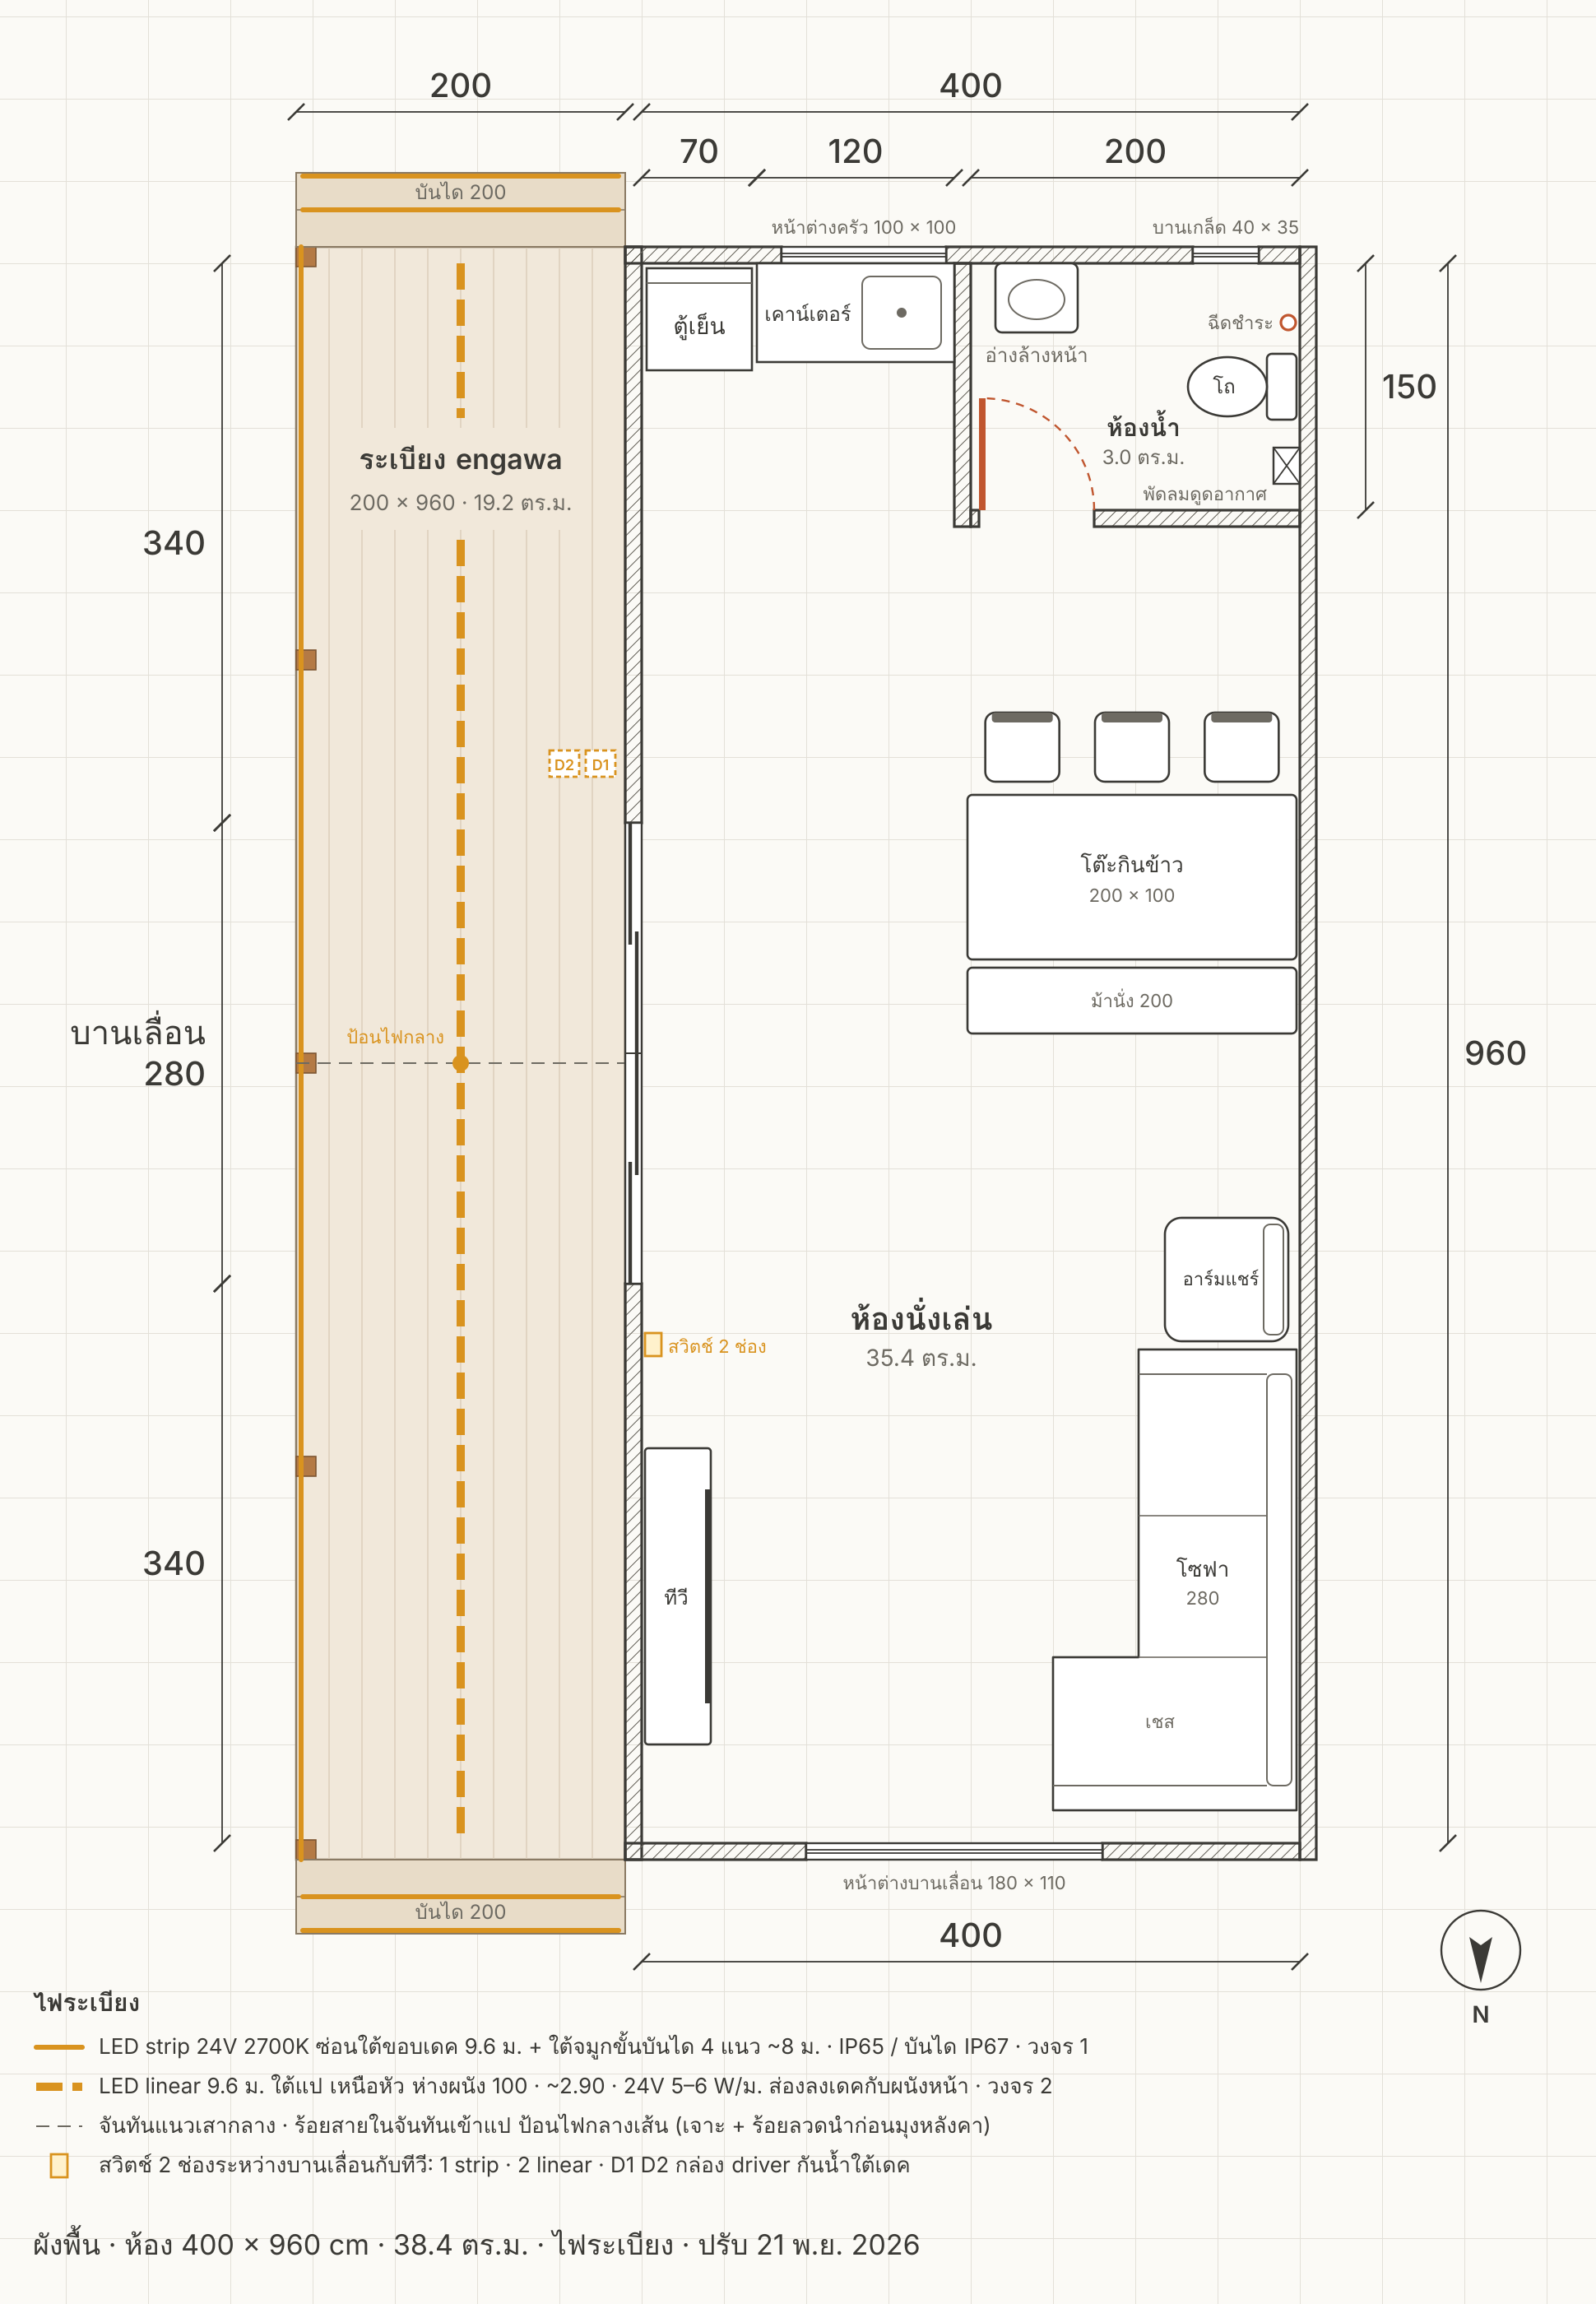 200
400
70
120
200
บันได 200
หน้าต่างครัว 100 × 100
บานเกล็ด 40 × 35
ตู้เย็น
เคาน์เตอร์
อ่างล้างหน้า
ฉีดชำระ
โถ
150
ห้องน้ำ
3.0 ตร.ม.
พัดลมดูดอากาศ
ระเบียง engawa
200 × 960 · 19.2 ตร.ม.
340
D2
D1
โต๊ะกินข้าว
200 × 100
ม้านั่ง 200
บานเลื่อน
280
ป้อนไฟกลาง
960
อาร์มแชร์
ห้องนั่งเล่น
35.4 ตร.ม.
สวิตช์ 2 ช่อง
340
ทีวี
โซฟา
280
เชส
หน้าต่างบานเลื่อน 180 × 110
บันได 200
400
N
ไฟระเบียง
LED strip 24V 2700K ซ่อนใต้ขอบเดค 9.6 ม. + ใต้จมูกขั้นบันได 4 แนว ~8 ม. · IP65 / บันได IP67 · วงจร 1
LED linear 9.6 ม. ใต้แป เหนือหัว ห่างผนัง 100 · ~2.90 · 24V 5–6 W/ม. ส่องลงเดคกับผนังหน้า · วงจร 2
จันทันแนวเสากลาง · ร้อยสายในจันทันเข้าแป ป้อนไฟกลางเส้น (เจาะ + ร้อยลวดนำก่อนมุงหลังคา)
สวิตช์ 2 ช่องระหว่างบานเลื่อนกับทีวี: 1 strip · 2 linear · D1 D2 กล่อง driver กันน้ำใต้เดค
ผังพื้น · ห้อง 400 × 960 cm · 38.4 ตร.ม. · ไฟระเบียง · ปรับ 21 พ.ย. 2026